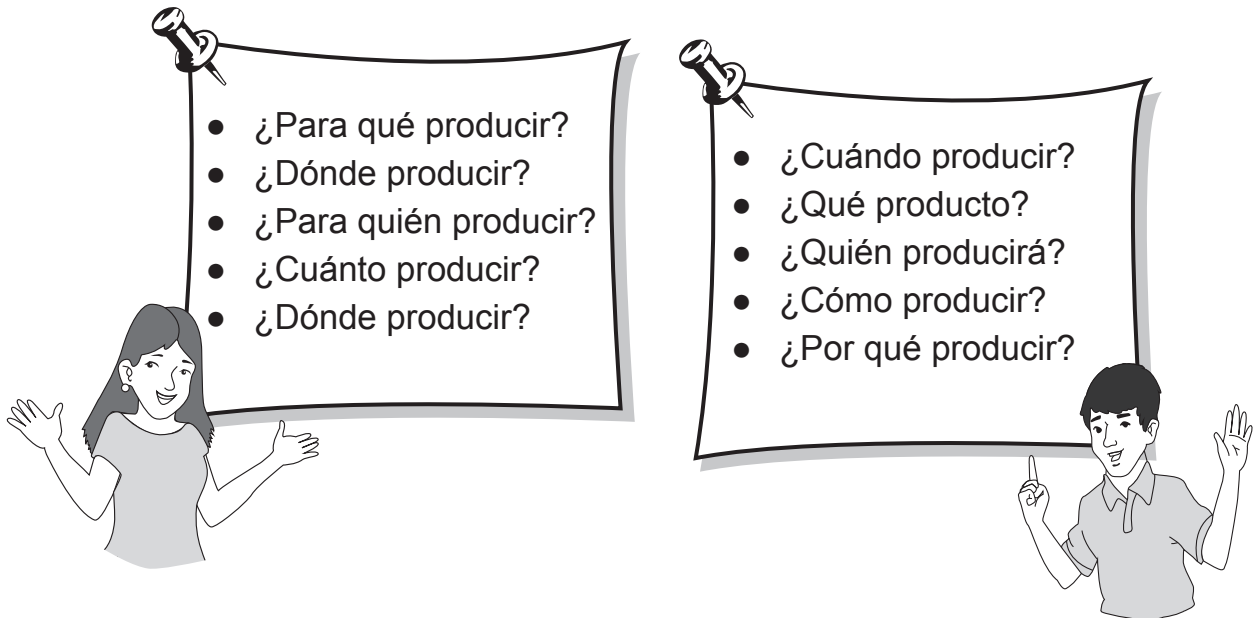 ● ¿Para qué producir?
● ¿Dónde producir?
● ¿Para quién producir?
● ¿Cuánto producir?
● ¿Dónde producir?
● ¿Cuándo producir?
● ¿Qué producto?
● ¿Quién producirá?
● ¿Cómo producir?
● ¿Por qué producir?